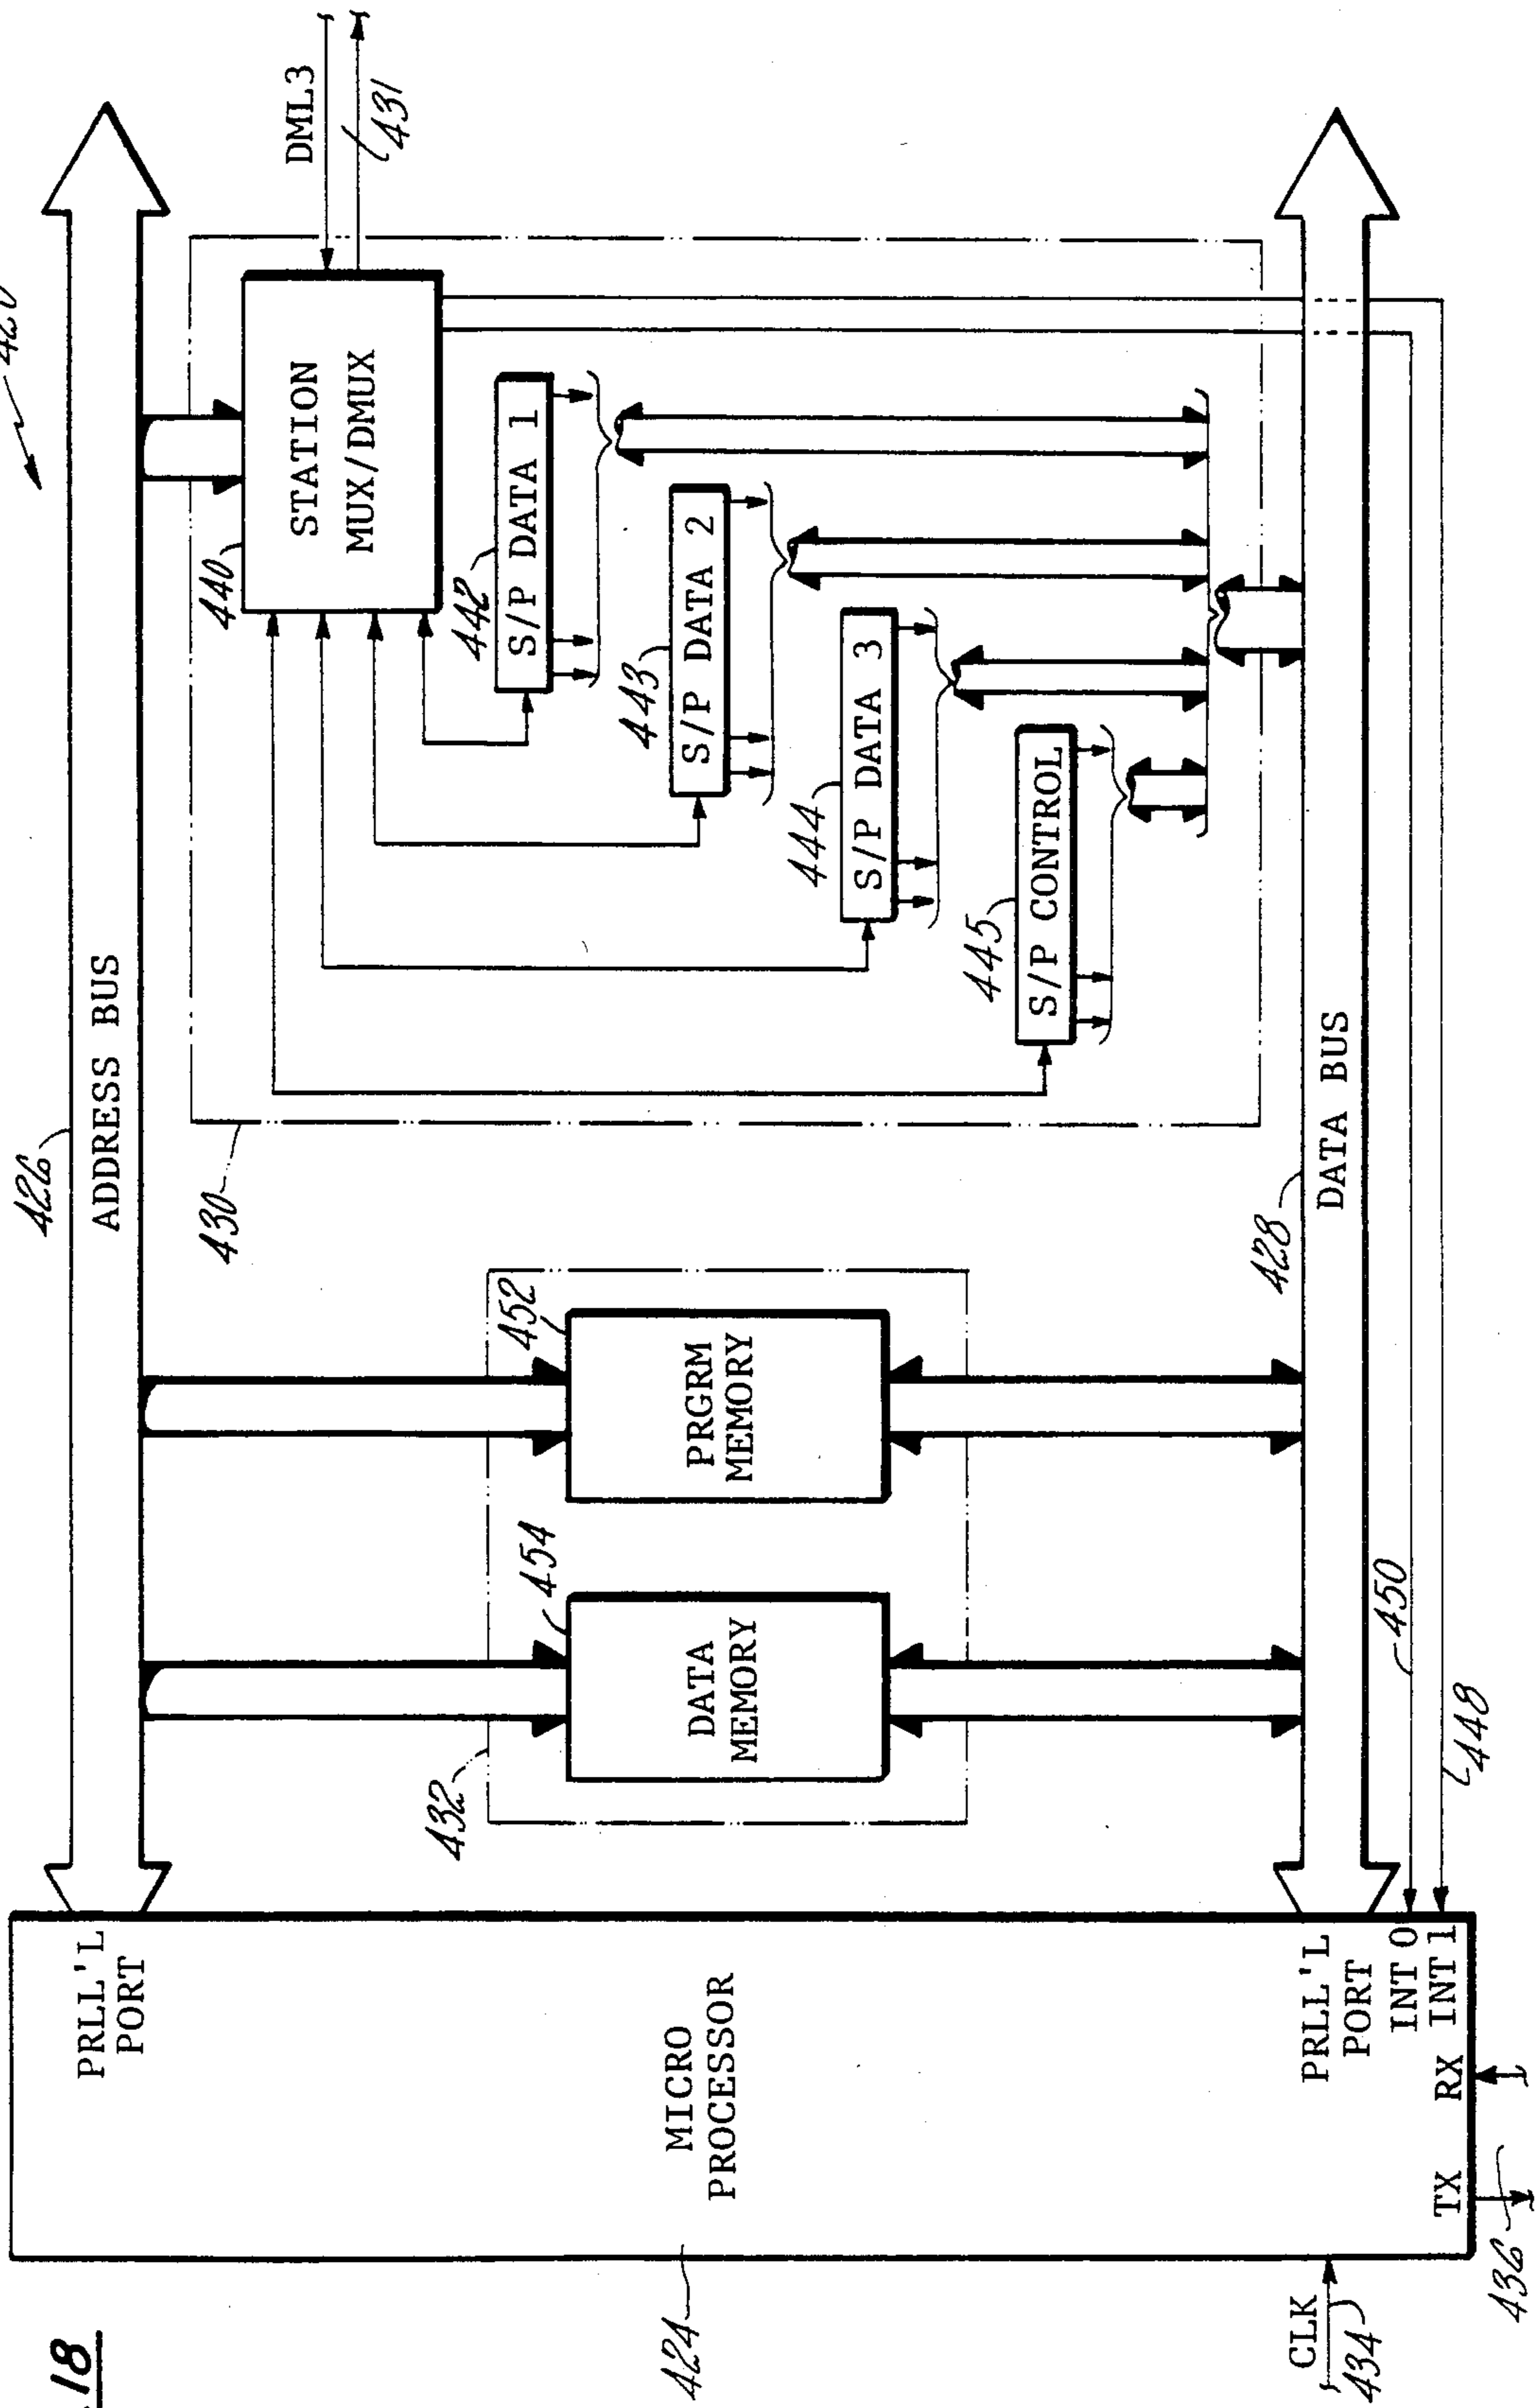 18
420
426
ADDRESS BUS
PRLL'L
PORT
MICRO
PROCESSOR
424
CLK
434
TX
RX
436
PRLL'L
PORT
INT 0
INT 1
432
454
DATA
MEMORY
452
PRGRM
MEMORY
430
440
STATION
MUX/DMUX
DML3
431
442
S/P DATA 1
443
S/P DATA 2
444
S/P DATA 3
445
S/P CONTROL
428
DATA BUS
450
448